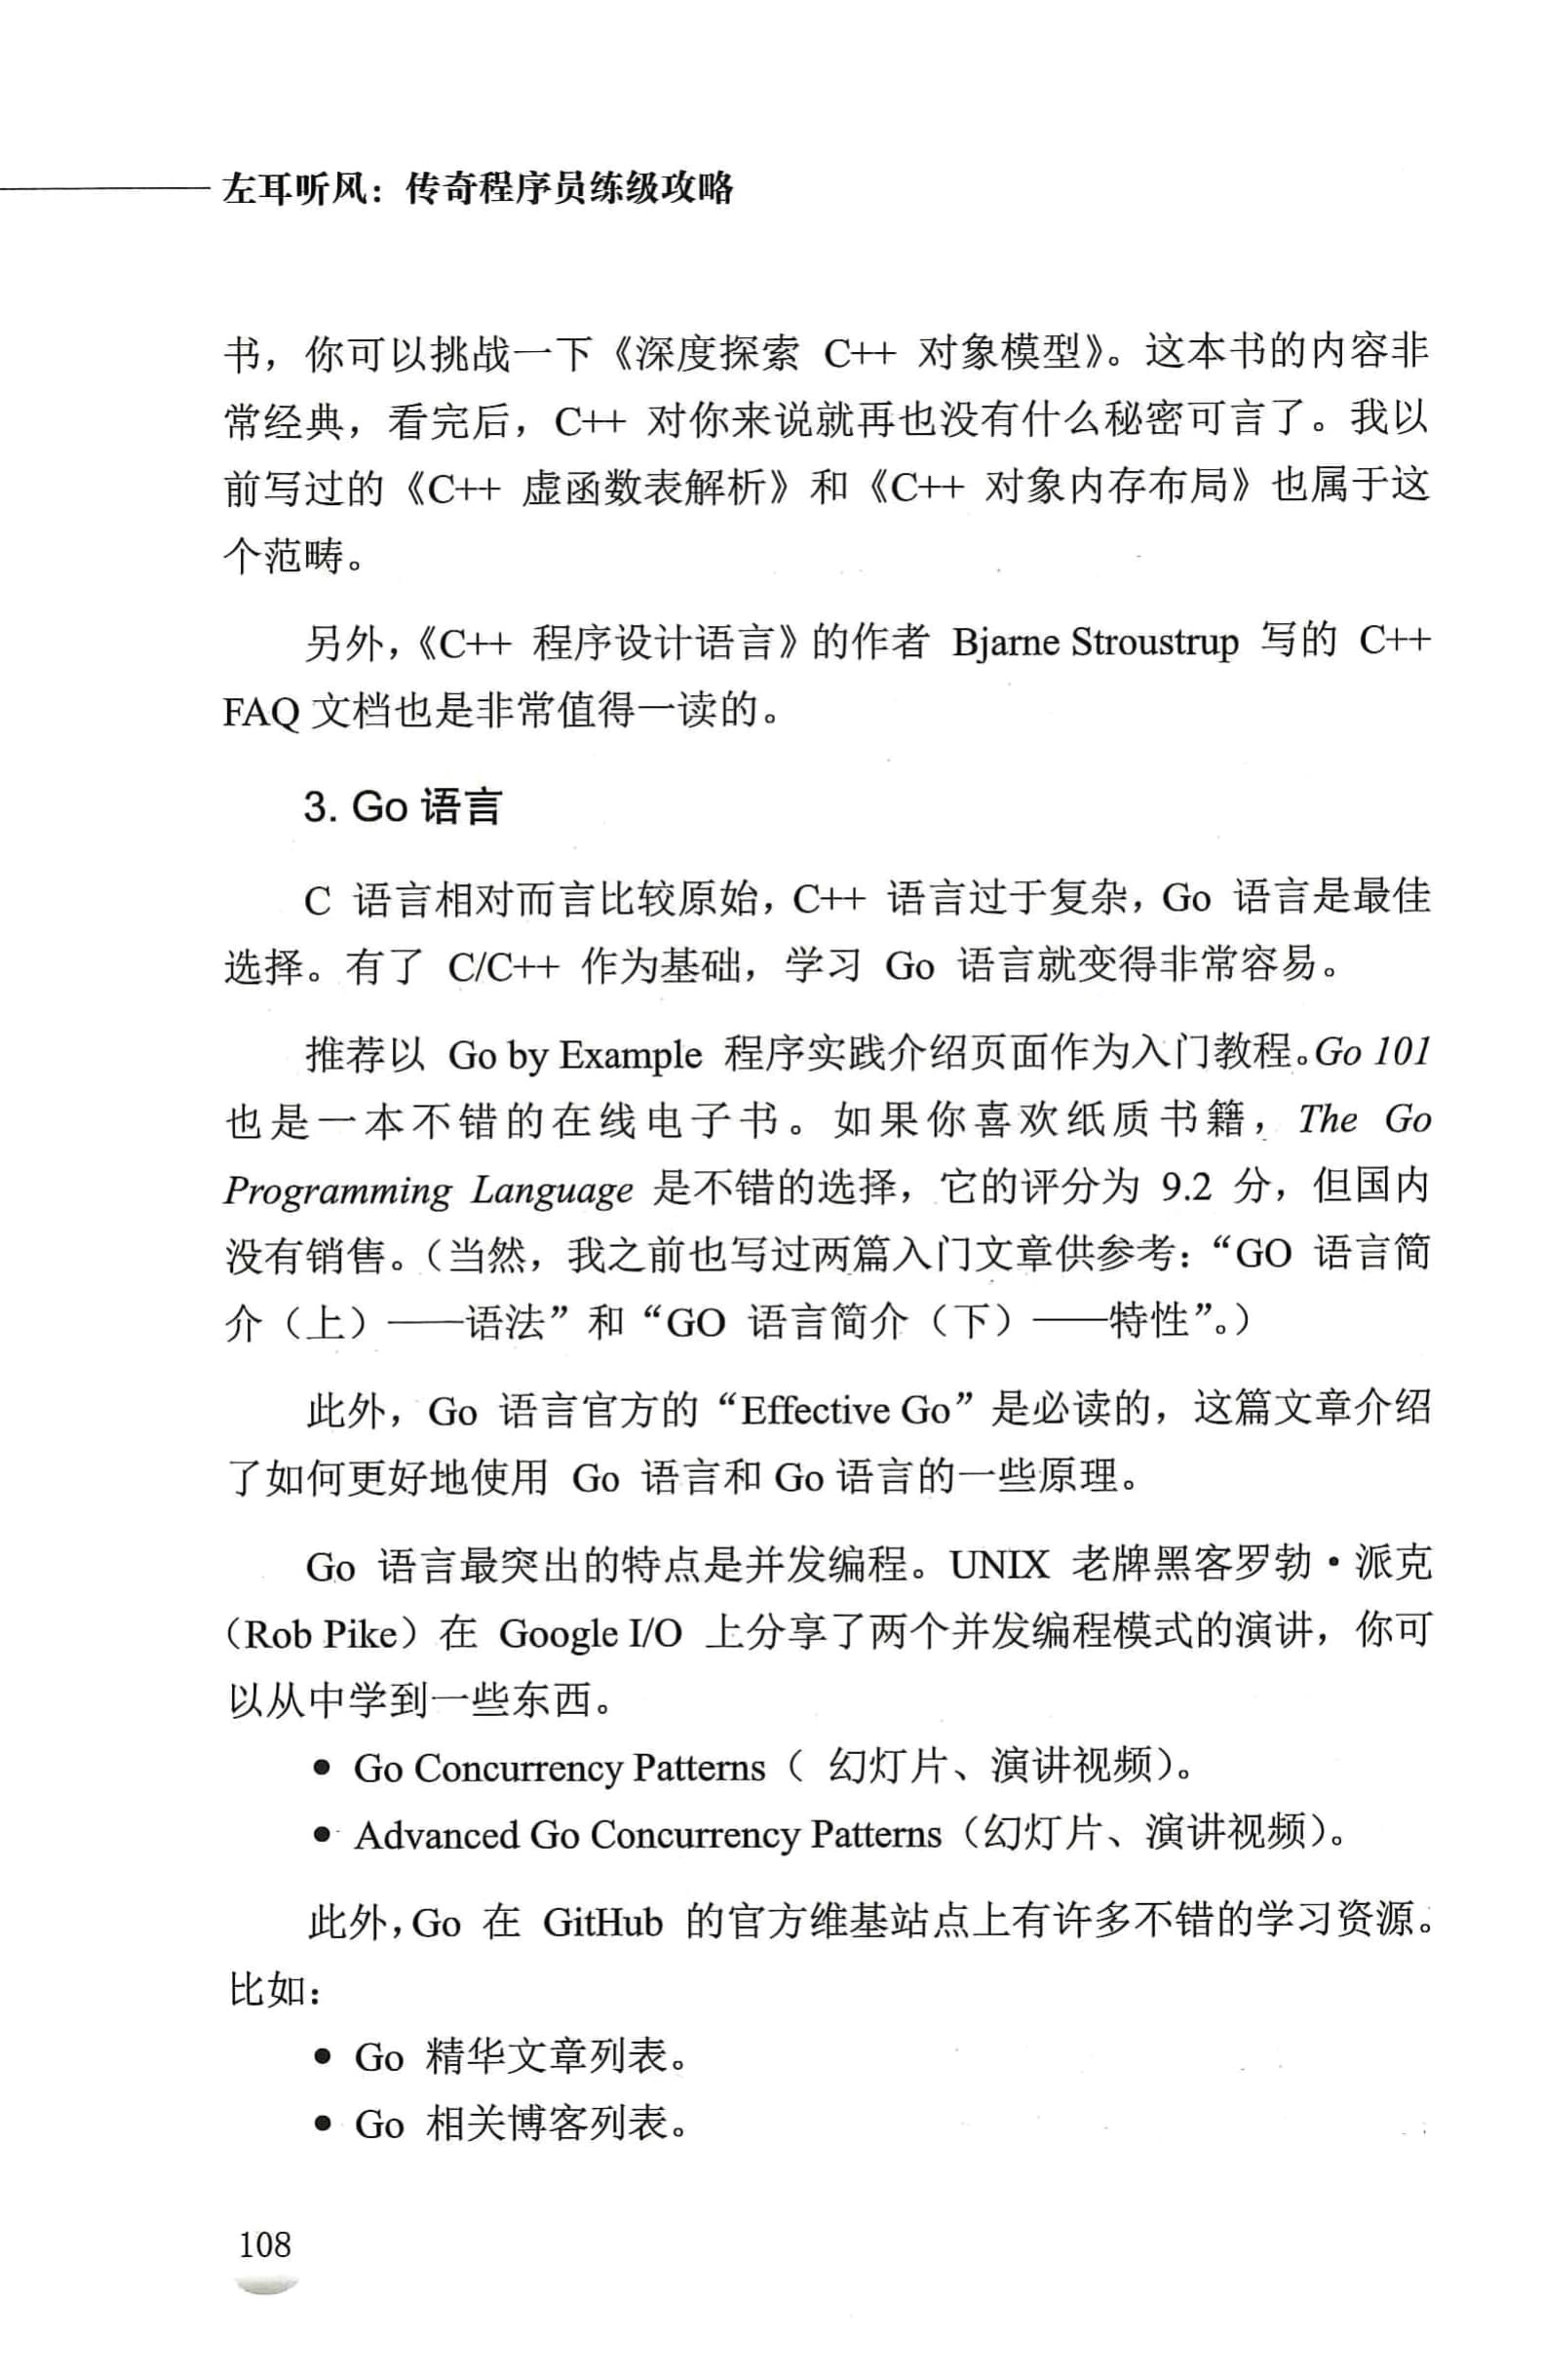 左耳听风：传奇程序员练级攻略
书，你可以挑战一下《深度探索 C++ 对象模型》。这本书的内容非
常经典，看完后，C++ 对你来说就再也没有什么秘密可言了。我以
前写过的《C++ 虚函数表解析》和《C++ 对象内存布局》也属于这
个范畴。
另外，《C++ 程序设计语言》的作者 Bjarne Stroustrup 写的 C++
FAQ 文档也是非常值得一读的。
3. Go 语言
C 语言相对而言比较原始，C++ 语言过于复杂，Go 语言是最佳
选择。有了 C/C++ 作为基础，学习 Go 语言就变得非常容易。
推荐以 Go by Example 程序实践介绍页面作为入门教程。Go 101
也是一本不错的在线电子书。如果你喜欢纸质书籍，The Go
Programming Language 是不错的选择，它的评分为 9.2 分，但国内
没有销售。（当然，我之前也写过两篇入门文章供参考：“GO 语言简
介（上）——语法”和“GO 语言简介（下）——特性”。）
此外，Go 语言官方的“Effective Go”是必读的，这篇文章介绍
了如何更好地使用 Go 语言和 Go 语言的一些原理。
Go 语言最突出的特点是并发编程。UNIX 老牌黑客罗勃·派克
（Rob Pike）在 Google I/O 上分享了两个并发编程模式的演讲，你可
以从中学到一些东西。
● Go Concurrency Patterns（ 幻灯片、演讲视频）。
● Advanced Go Concurrency Patterns（幻灯片、演讲视频）。
此外，Go 在 GitHub 的官方维基站点上有许多不错的学习资源。
比如：
● Go 精华文章列表。
● Go 相关博客列表。
108